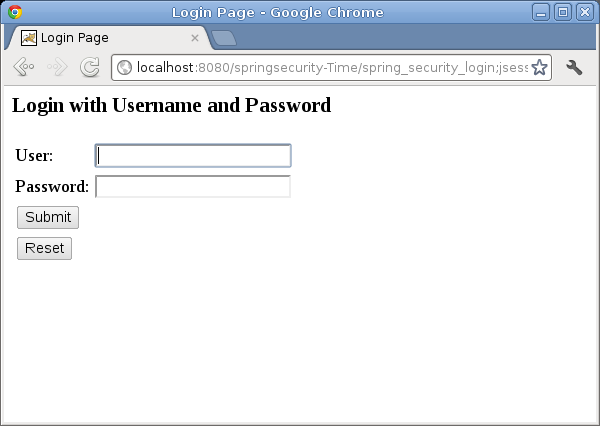 Login Page - Google Chrome
Login Page
localhost:8080/springsecurity-Time/spring_security_login;jsess
Login with Username and Password
User:
Password:
Submit
Reset